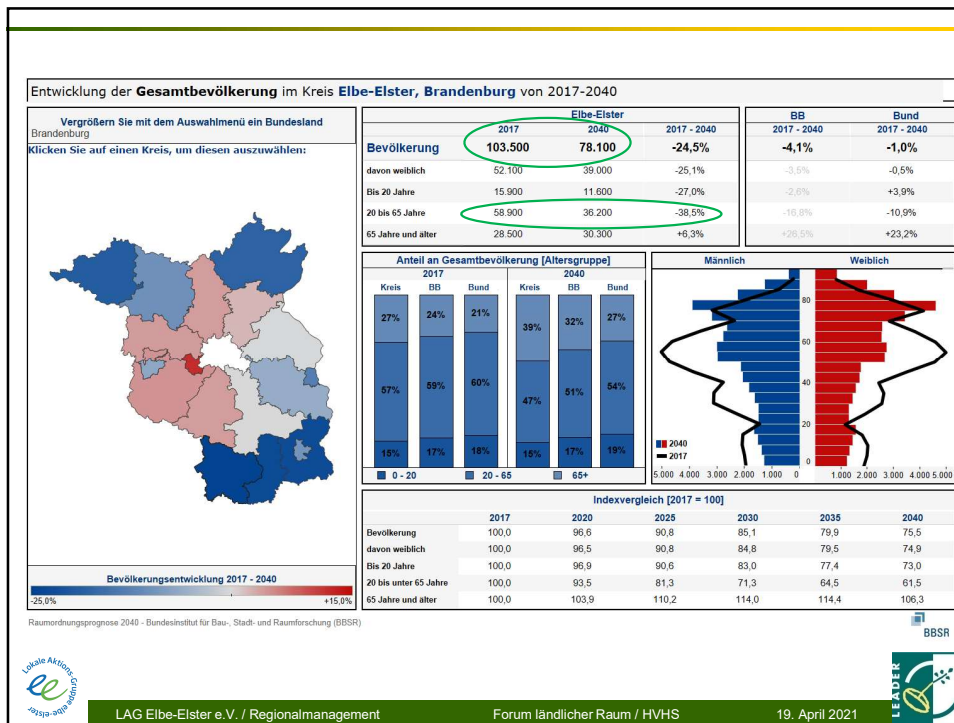 Entwicklung der Gesamtbevölkerung im Kreis Elbe-Elster, Brandenburg von 2017-2040
Vergrößern Sie mit dem Auswahlmenü ein Bundesland
Brandenburg
Klicken Sie auf einen Kreis, um diesen auszuwählen:
Bevölkerungsentwicklung 2017 - 2040
-25,0% +15,0%
Elbe-Elster
2017 2040 2017 - 2040
Bevölkerung 103.500 78.100 -24,5%
davon weiblich 52.100 39.000 -25,1%
Bis 20 Jahre 15.900 11.600 -27,0%
20 bis 65 Jahre 58.900 36.200 -38,5%
65 Jahre und älter 28.500 30.300 +6,3%
BB Bund
2017 - 2040 2017 - 2040
-4,1% -1,0%
-3,5% -0,5%
-2,6% +3,9%
-16,8% -10,9%
+26,5% +23,2%
Anteil an Gesamtbevölkerung [Altersgruppe]
2017 2040
Kreis BB Bund Kreis BB Bund
27% 24% 21% 39% 32% 27%
57% 59% 60% 47% 51% 54%
15% 17% 18% 15% 17% 19%
0 - 20 20 - 65 65+
Männlich Weiblich
80
60
40
20
0
2040
2017
5.000 4.000 3.000 2.000 1.000 0 1.000 2.000 3.000 4.000 5.000
Indexvergleich [2017 = 100]
2017 2020 2025 2030 2035 2040
Bevölkerung 100,0 96,6 90,8 85,1 79,9 75,5
davon weiblich 100,0 96,5 90,8 84,8 79,5 74,9
Bis 20 Jahre 100,0 96,9 90,6 83,0 77,4 73,0
20 bis unter 65 Jahre 100,0 93,5 81,3 71,3 64,5 61,5
65 Jahre und älter 100,0 103,9 110,2 114,0 114,4 106,3
Raumordnungsprognose 2040 - Bundesinstitut für Bau-, Stadt- und Raumforschung (BBSR)
BBSR
Lokale Aktions-Gruppe elbe-elster
ee
LAG Elbe-Elster e.V. / Regionalmanagement Forum ländlicher Raum / HVHS 19. April 2021
LEADER